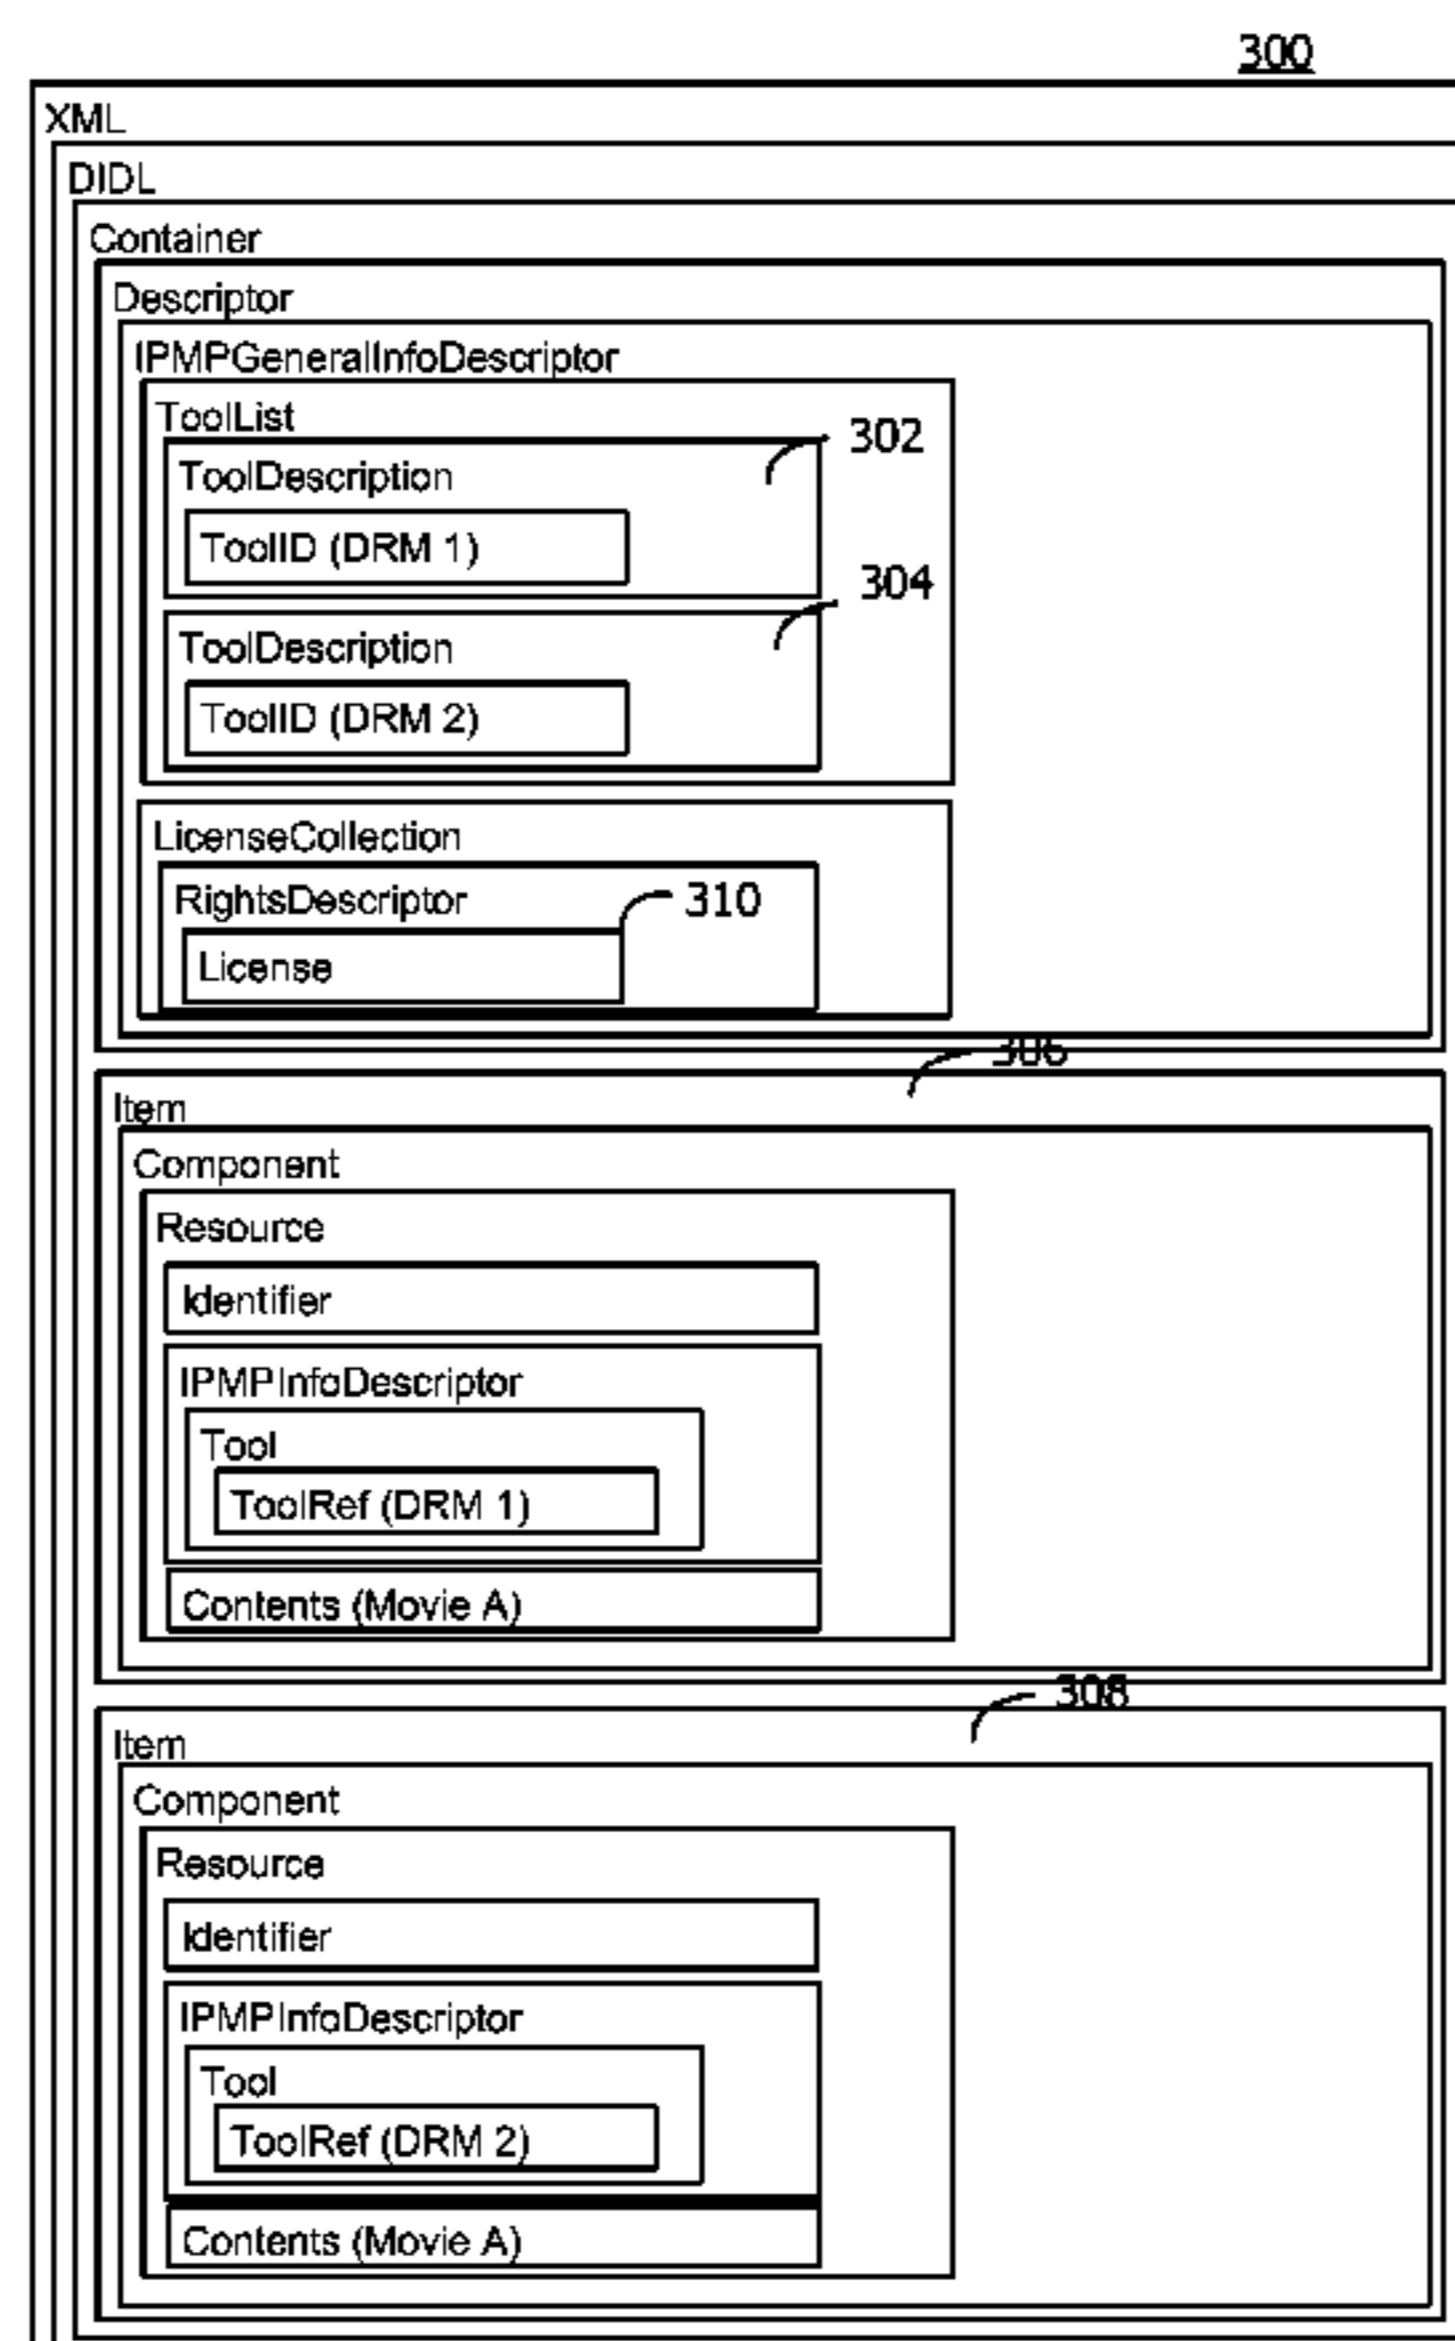 300
XML
DIDL
Container
Descriptor
IPMPGeneralInfoDescriptor
ToolList
302
ToolDescription
ToolID (DRM 1)
304
ToolDescription
ToolID (DRM 2)
LicenseCollection
RightsDescriptor
310
License
306
Item
Component
Resource
Identifier
IPMPInfoDescriptor
Tool
ToolRef (DRM 1)
Contents (Movie A)
308
Item
Component
Resource
Identifier
IPMPInfoDescriptor
Tool
ToolRef (DRM 2)
Contents (Movie A)